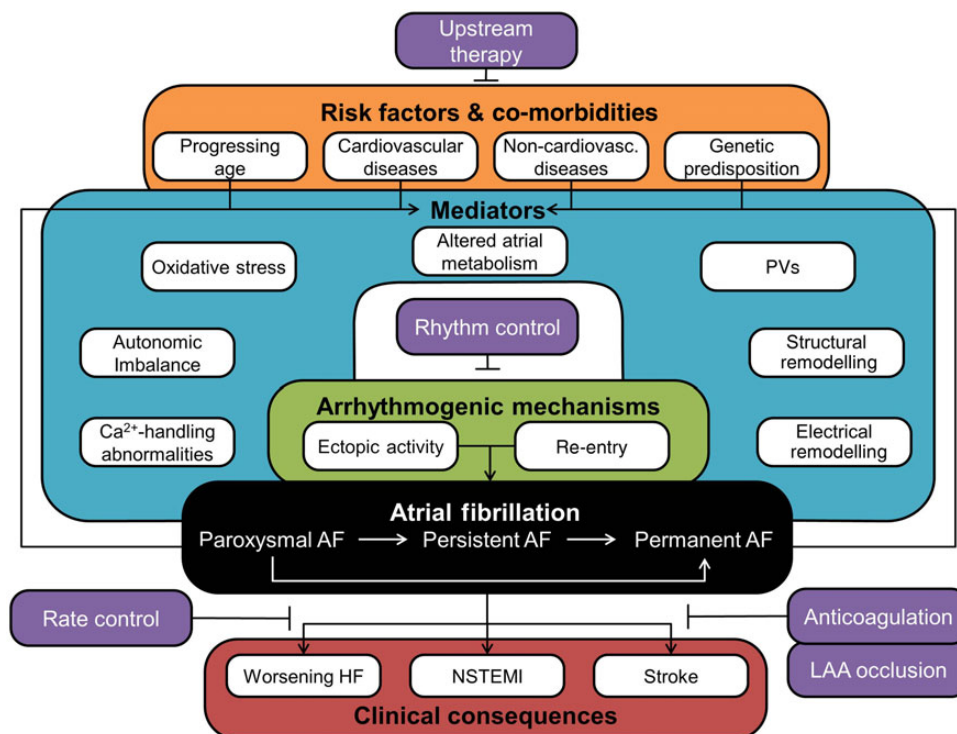 Upstream
therapy
Risk factors & co-morbidities
Progressing
age
Cardiovascular
diseases
Non-cardiovasc.
diseases
Genetic
predisposition
Mediators
Oxidative stress
Altered atrial
metabolism
PVs
Rhythm control
Autonomic
Imbalance
Structural
remodelling
Arrhythmogenic mechanisms
Ca²⁺-handling
abnormalities
Ectopic activity
Re-entry
Electrical
remodelling
Atrial fibrillation
Paroxysmal AF
Persistent AF
Permanent AF
Rate control
Anticoagulation
LAA occlusion
Worsening HF
NSTEMI
Stroke
Clinical consequences